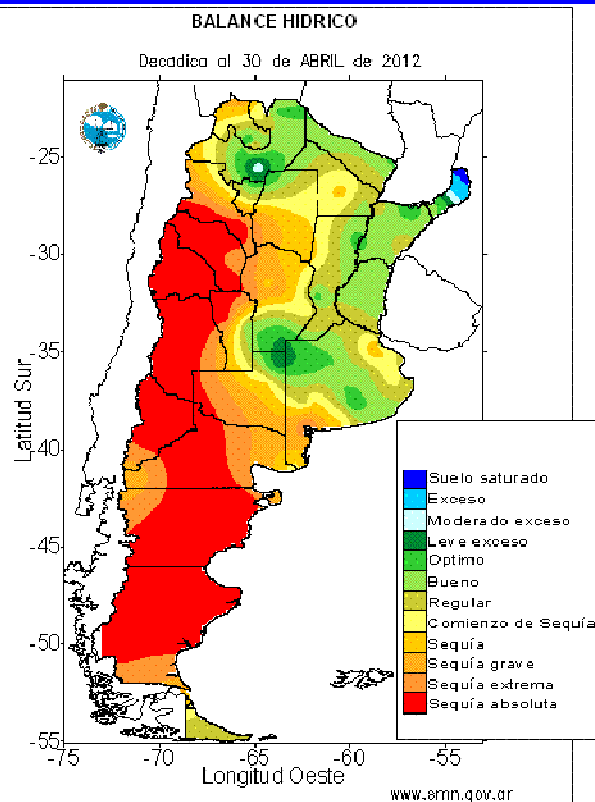 BALANCE HIDRICO
Decadica al 30 de ABRIL de 2012
-25
-30
-35
-40
-45
-50
-55
Latitud Sur
-75
-70
-65
-60
-55
Longitud Oeste
Suelo saturado
Exceso
Moderado exceso
Leve exceso
Optimo
Bueno
Regular
Comienzo de Sequía
Sequía
Sequía grave
Sequía extrema
Sequía absoluta
www.smn.gov.ar